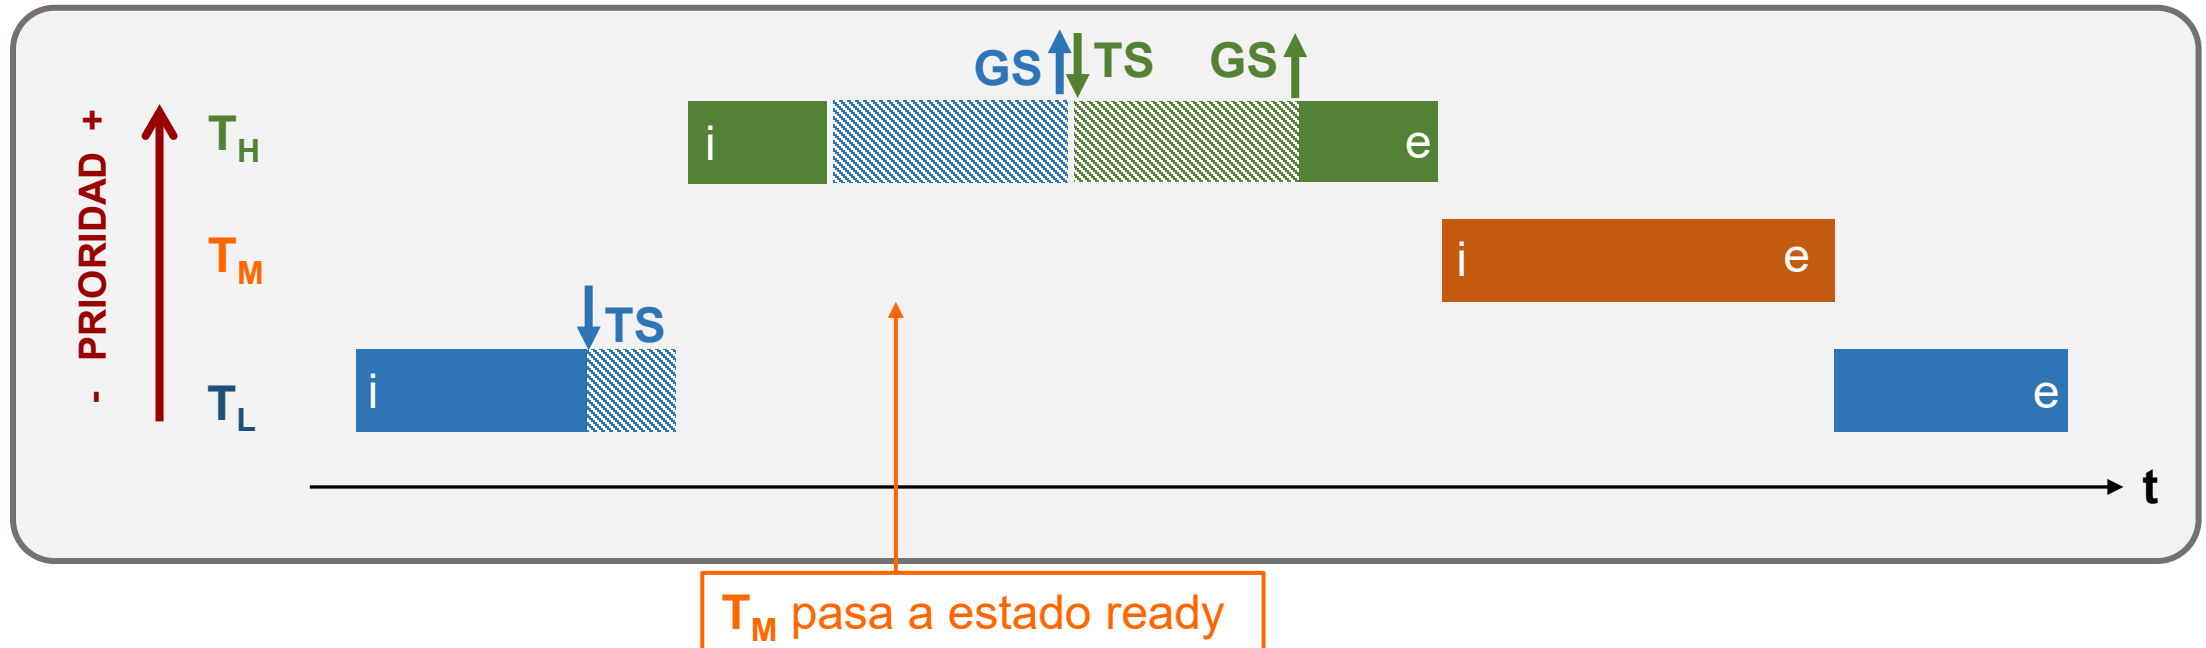 GS TS GS
- PRIORIDAD +
TH i e
TM i e
TS
TL i e
t
TM pasa a estado ready